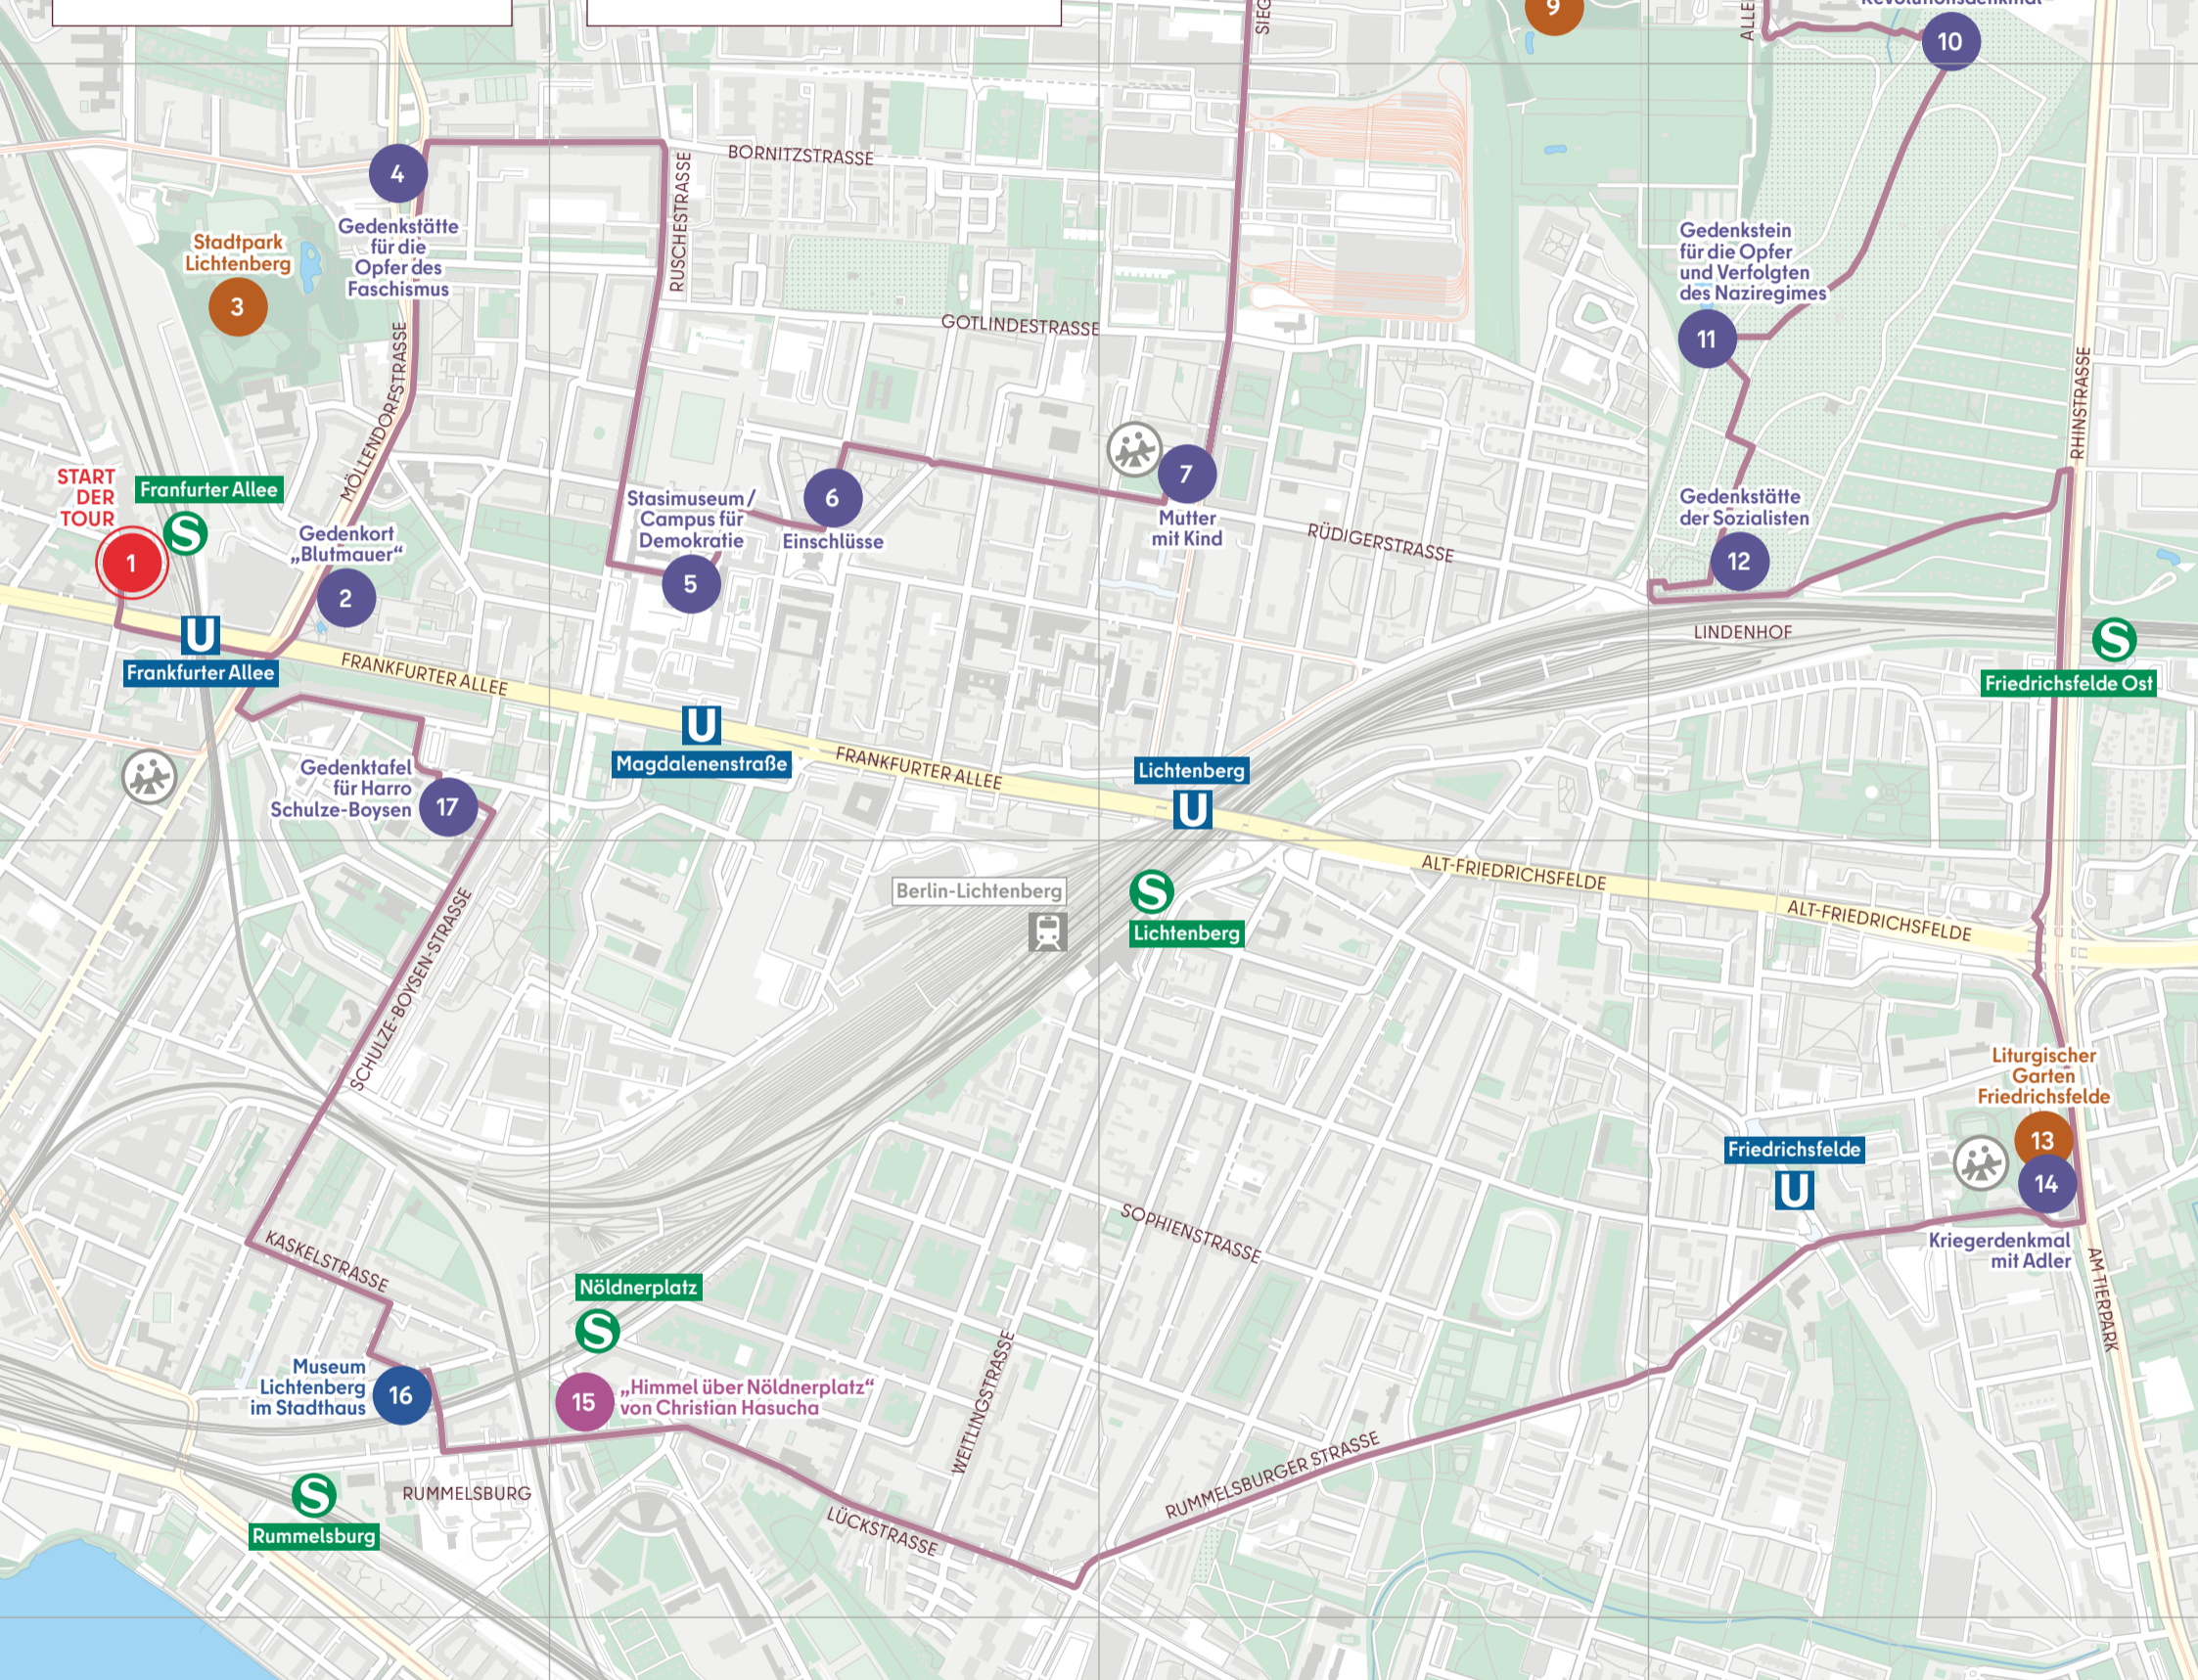 9
Revolutionsdenkmal
10
ALLE
SIEG
4
Gedenkstätte
für die
Opfer des
Faschismus
BORNITZSTRASSE
RUSCHESTRASSE
Stadtpark
Lichtenberg
3
GOTLINDESTRASSE
MÖLLENDORFSTRASSE
Gedenkstein
für die Opfer
und Verfolgten
des Naziregimes
11
RHINSTRASSE
START
DER
TOUR
1
Franfurter Allee
S
Gedenkort
„Blutmauer“
2
Stasimuseum /
Campus für
Demokratie
5
6
Einschlüsse
7
Mutter
mit Kind
RÜDIGERSTRASSE
Gedenkstätte
der Sozialisten
12
LINDENHOF
S
Friedrichsfelde Ost
U
Frankfurter Allee
FRANKFURTER ALLEE
U
Magdalenenstraße
FRANKFURTER ALLEE
Lichtenberg
U
Gedenktafel
für Harro
Schulze-Boysen
17
ALT-FRIEDRICHSFELDE
ALT-FRIEDRICHSFELDE
Berlin-Lichtenberg
S
Lichtenberg
SCHULZE-BOYSEN-STRASSE
Liturgischer
Garten
Friedrichsfelde
13
14
Kriegerdenkmal
mit Adler
Friedrichsfelde
U
AM TIERPARK
SOPHIENSTRASSE
KASKELSTRASSE
Nöldnerplatz
S
Museum
Lichtenberg
im Stadthaus
16
15
„Himmel über Nöldnerplatz“
von Christian Hasucha
WEITLINGSTRASSE
RUMMELSBURGER STRASSE
LÜCKSTRASSE
RUMMELSBURG
S
Rummelsburg